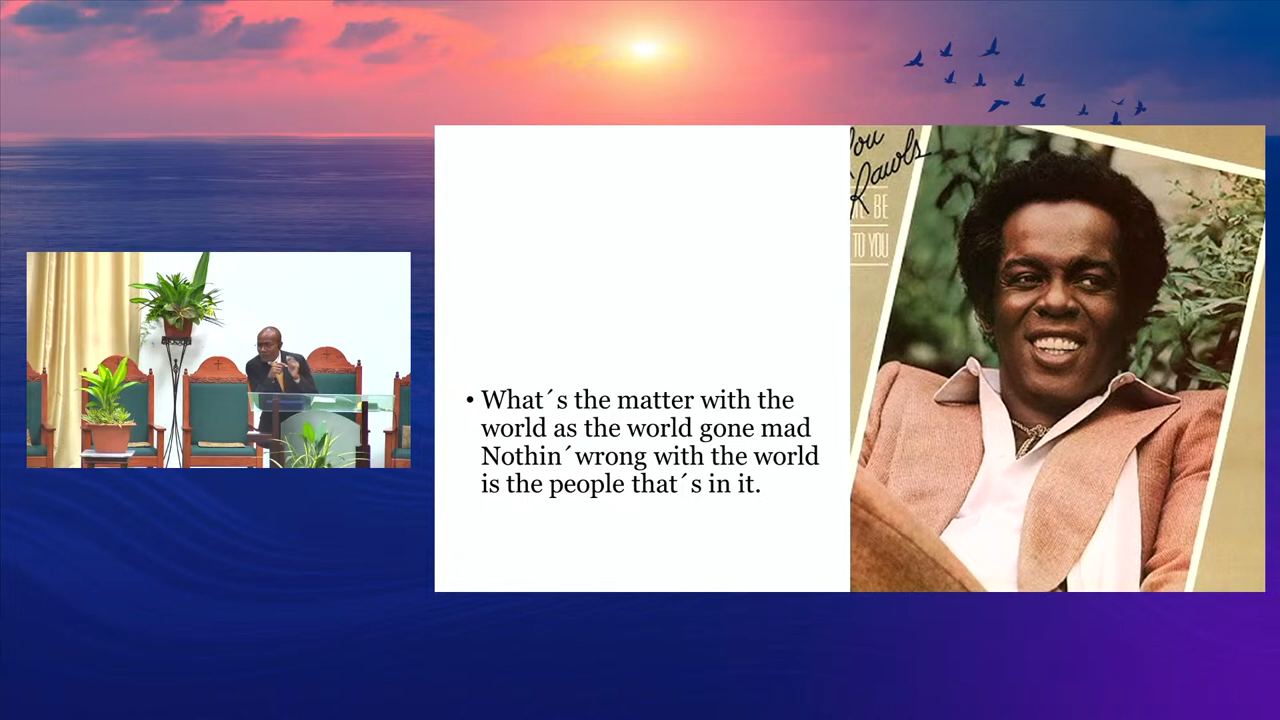 • What´s the matter with the
world as the world gone mad
Nothin´wrong with the world
is the people that´s in it.
Lou
Rawls
BE
TO YOU